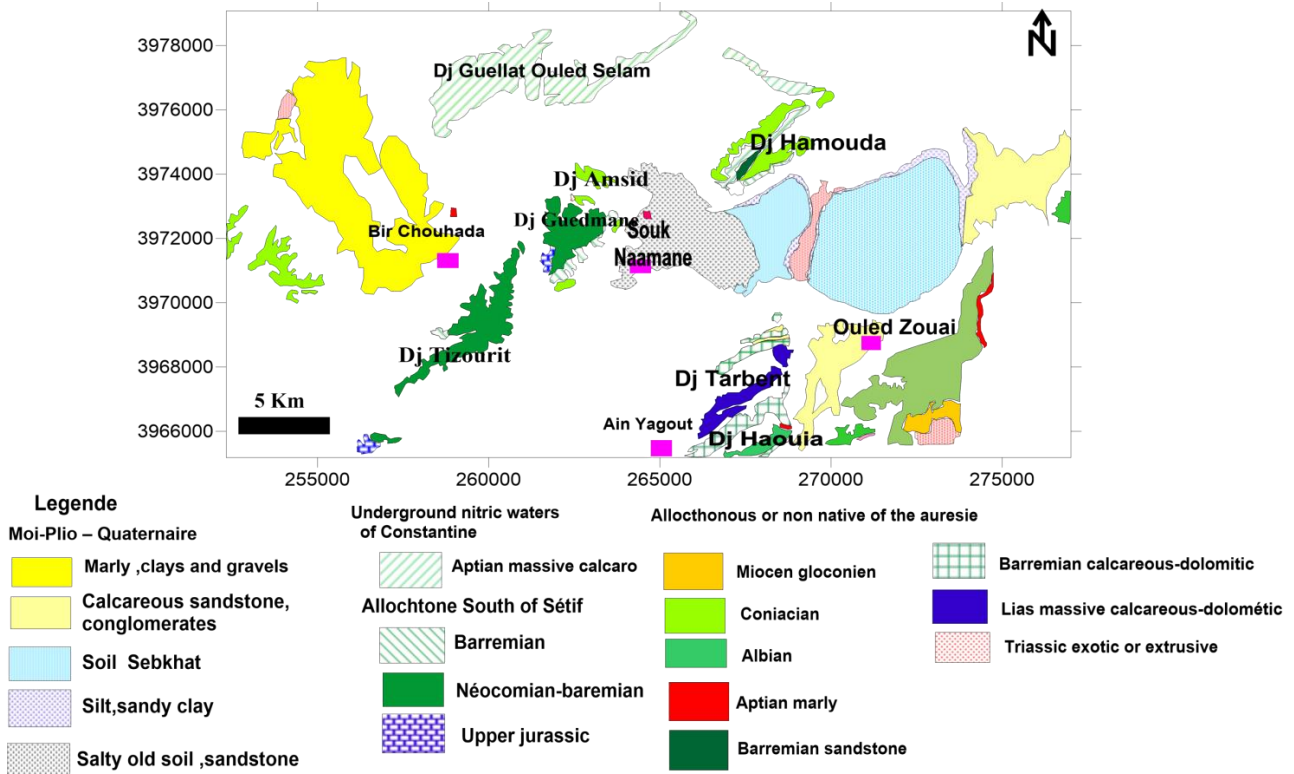 3978000
3976000
3974000
3972000
3970000
3968000
3966000
N
Dj Guellat Ouled Selam
Dj Hamouda
Dj Amsid
Dj Guedmane
Souk
Naamane
Bir Chouhada
Dj Tizourit
Ouled Zouai
Dj Tarbent
5 Km
Ain Yagout
Dj Haouia
255000
260000
265000
270000
275000
Legende
Moi-Plio – Quaternaire
Marly ,clays and gravels
Calcareous sandstone,
conglomerates
Soil Sebkhat
Silt,sandy clay
Salty old soil ,sandstone
Underground nitric waters
of Constantine
Aptian massive calcaro
Allochtone South of Sétif
Barremian
Néocomian-baremian
Upper jurassic
Allocthonous or non native of the auresie
Miocen gloconien
Coniacian
Albian
Aptian marly
Barremian sandstone
Barremian calcareous-dolomitic
Lias massive calcareous-dolométic
Triassic exotic or extrusive